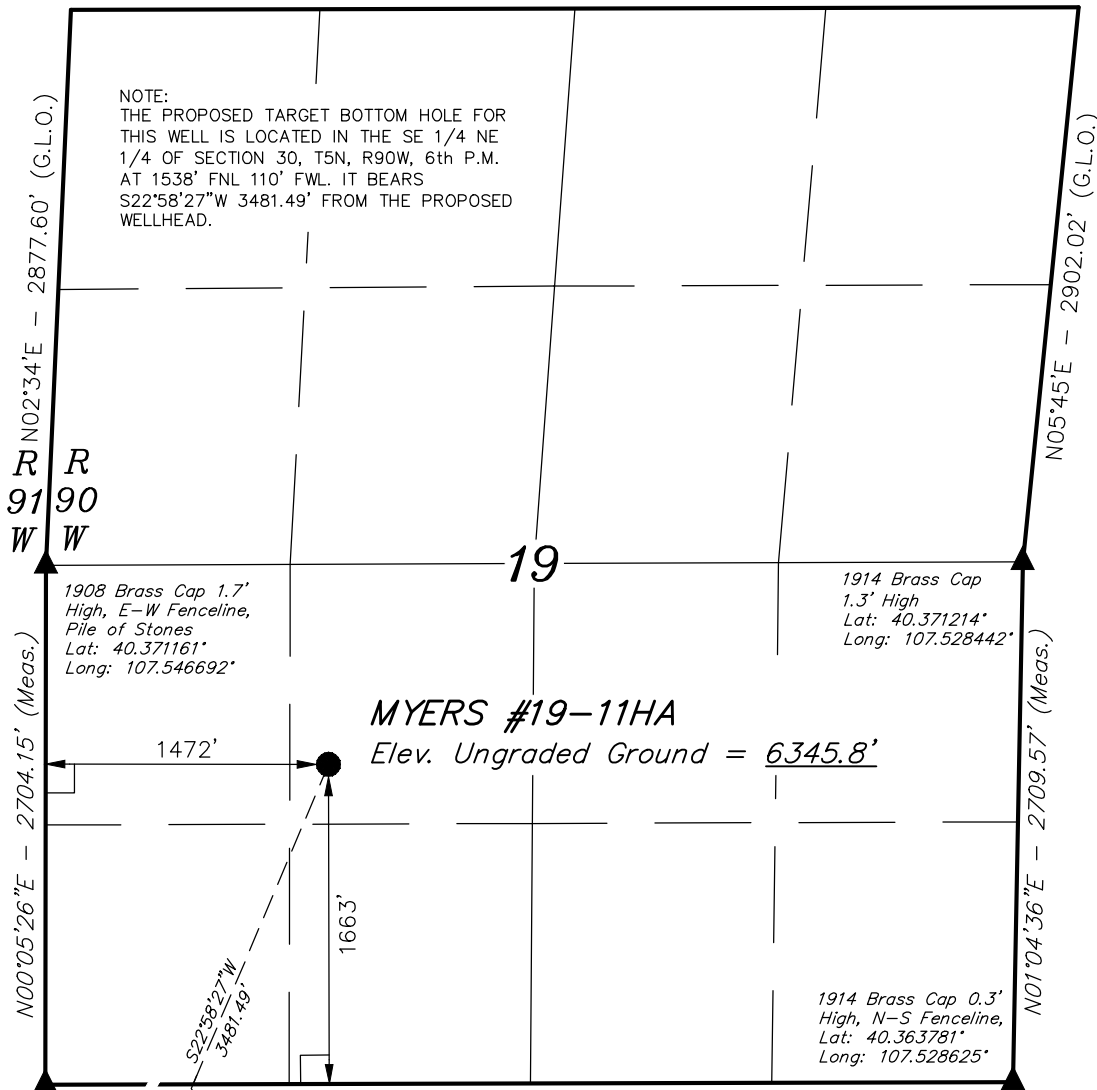 NOTE:
THE PROPOSED TARGET BOTTOM HOLE FOR
THIS WELL IS LOCATED IN THE SE 1/4 NE
1/4 OF SECTION 30, T5N, R90W, 6th P.M.
AT 1538' FNL 110' FWL. IT BEARS
S22°58'27"W 3481.49' FROM THE PROPOSED
WELLHEAD.
N02°34'E - 2877.60' (G.L.O.)
N05°45'E - 2902.02' (G.L.O.)
R R
91 90
W W
19
1908 Brass Cap 1.7'
High, E-W Fenceline,
Pile of Stones
Lat: 40.371161°
Long: 107.546692°
1914 Brass Cap
1.3' High
Lat: 40.371214°
Long: 107.528442°
N00°05'26"E - 2704.15' (Meas.)
MYERS #19-11HA
Elev. Ungraded Ground = 6345.8'
1472'
1663'
S22°58'27"W
3481.49'
N01°04'36"E - 2709.57' (Meas.)
1914 Brass Cap 0.3'
High, N-S Fenceline,
Lat: 40.363781°
Long: 107.528625°